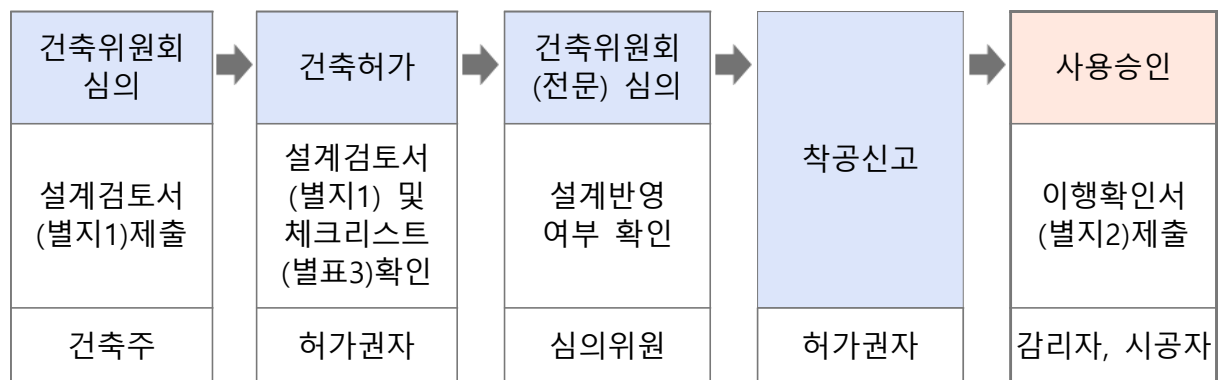 건축위원회
심의
설계검토서
(별지1)제출
건축주
건축허가
설계검토서
(별지1) 및
체크리스트
(별표3)확인
허가권자
건축위원회
(전문) 심의
설계반영
여부 확인
심의위원
착공신고
허가권자
사용승인
이행확인서
(별지2)제출
감리자, 시공자